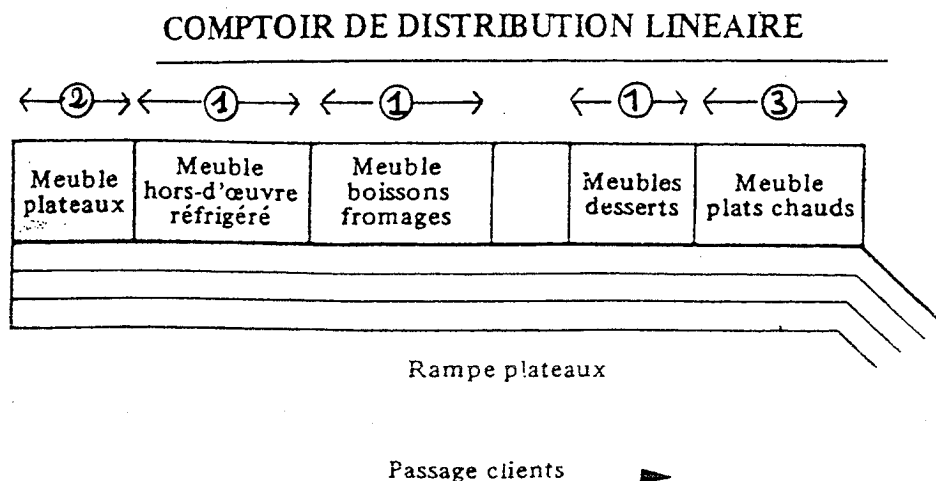 COMPTOIR DE DISTRIBUTION LINEAIRE
2 1 1 1 3
Meuble
plateaux
Meuble
hors-d'œuvre
réfrigéré
Meuble
boissons
fromages
Meubles
desserts
Meuble
plats chauds
Rampe plateaux
Passage clients